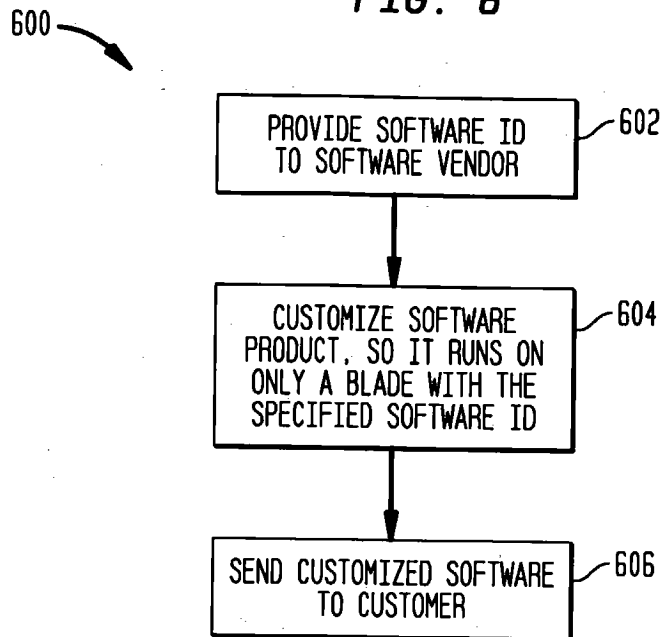 FIG. 6
600
PROVIDE SOFTWARE ID
TO SOFTWARE VENDOR
602
CUSTOMIZE SOFTWARE
PRODUCT, SO IT RUNS ON
ONLY A BLADE WITH THE
SPECIFIED SOFTWARE ID
604
SEND CUSTOMIZED SOFTWARE
TO CUSTOMER
606